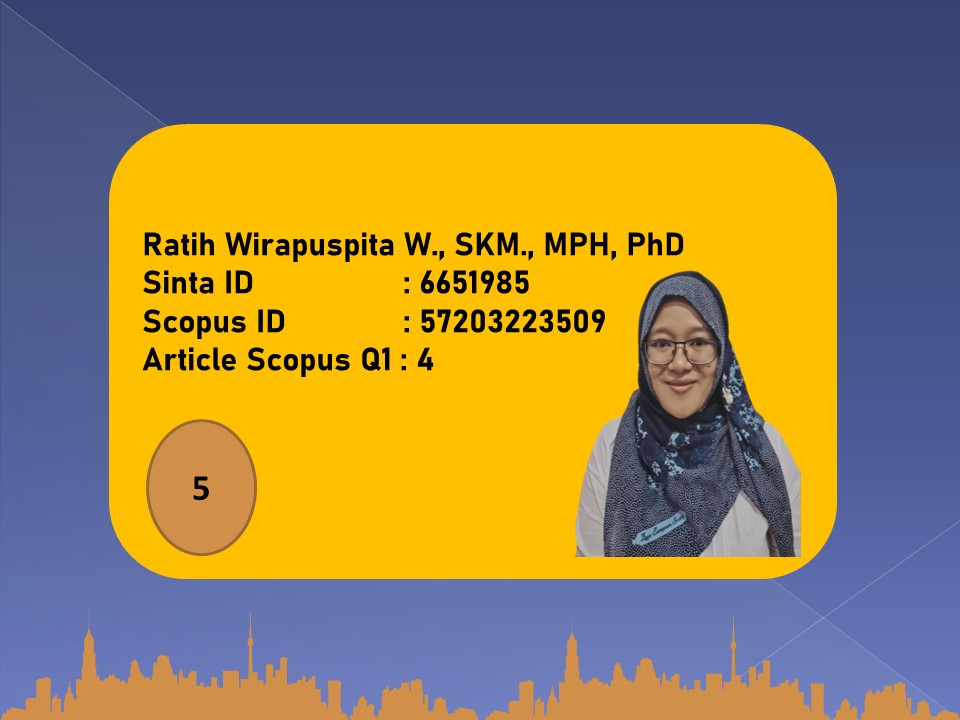 Ratih Wirapuspita W., SKM., MPH, PhD
Sinta ID : 6651985
Scopus ID : 57203223509
Article Scopus Q1 : 4
5